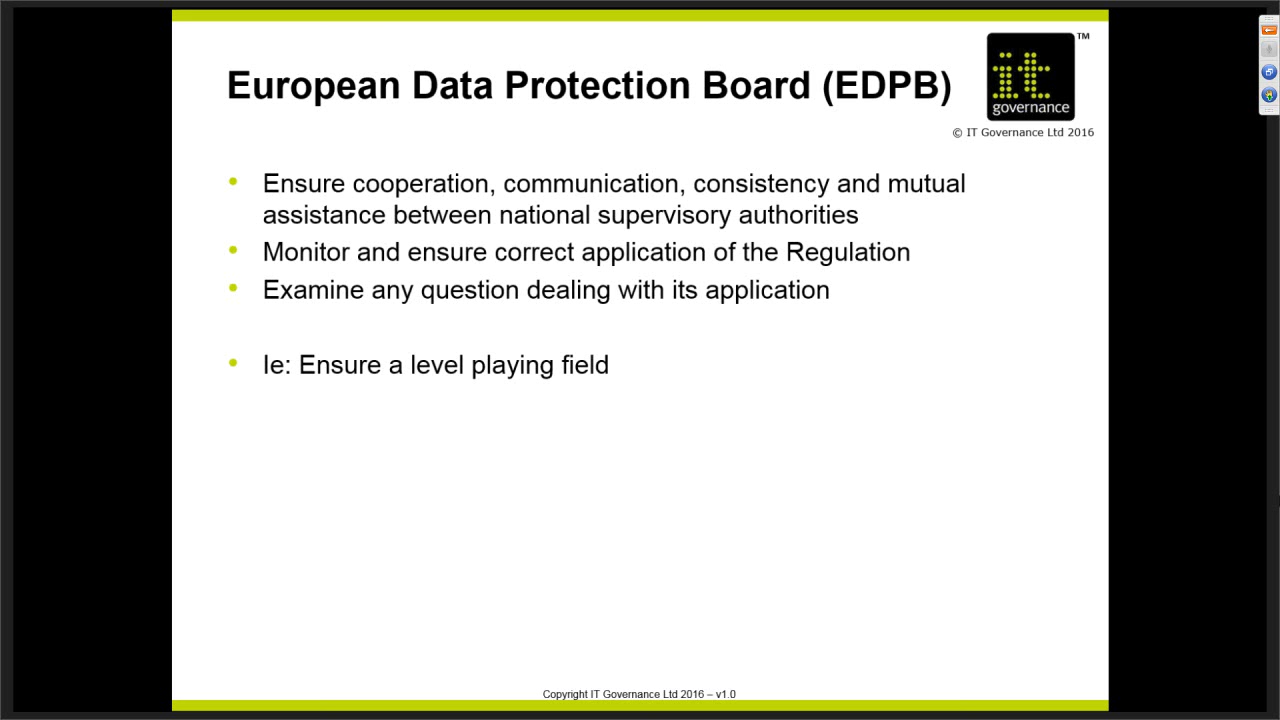 European Data Protection Board (EDPB)
TM
it
governance
© IT Governance Ltd 2016
• Ensure cooperation, communication, consistency and mutual
assistance between national supervisory authorities
• Monitor and ensure correct application of the Regulation
• Examine any question dealing with its application
• Ie: Ensure a level playing field
Copyright IT Governance Ltd 2016 – v1.0